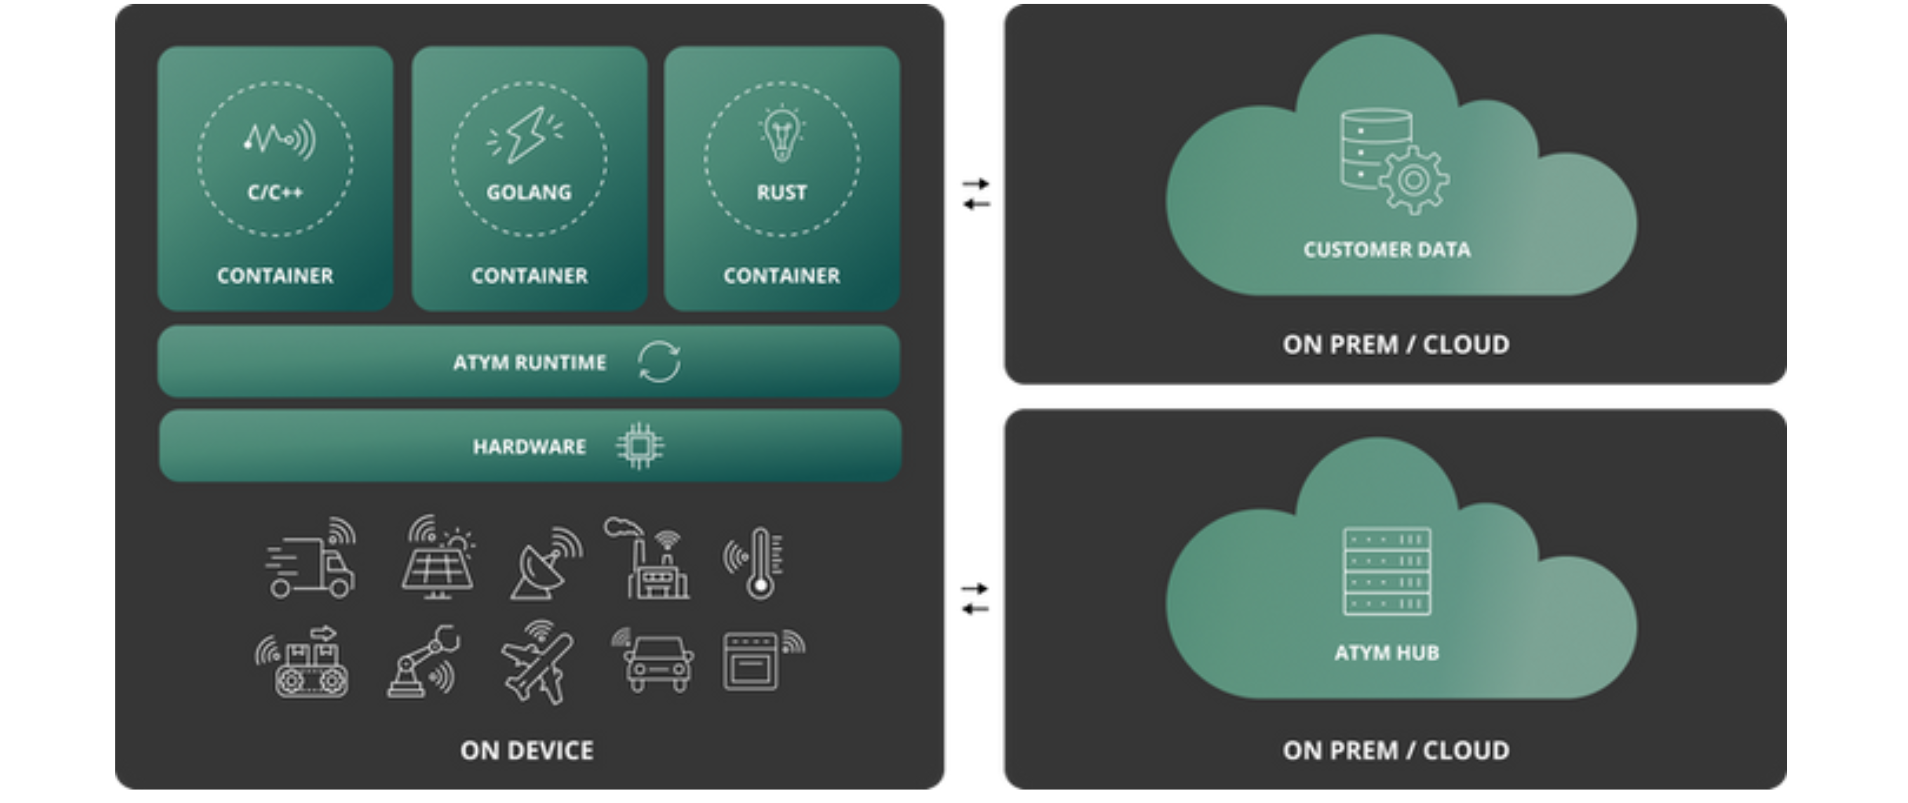 C/C++
CONTAINER
GOLANG
CONTAINER
RUST
CONTAINER
ATYM RUNTIME
HARDWARE
ON DEVICE
CUSTOMER DATA
ON PREM / CLOUD
ATYM HUB
ON PREM / CLOUD